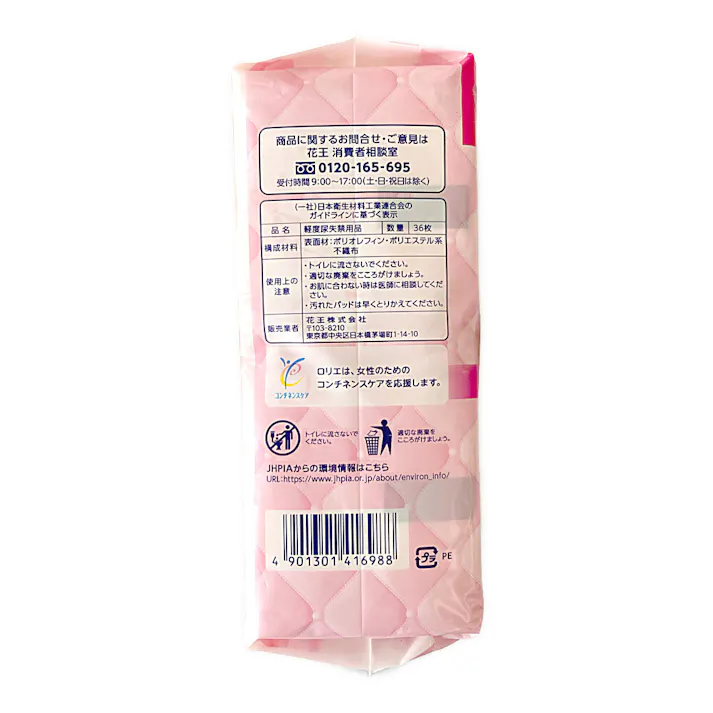 商品に関するお問合せ・ご意見は
花王 消費者相談室
0120-165-695
受付時間9:00〜17:00(土・日・祝日は除く)
(一社)日本衛生材料工業連合会の
ガイドラインに基づく表示
品名 軽度尿失禁用品 数量 36枚
構成材料 表面材:ポリオレフィン・ポリエステル系
不織布
使用上の注意 ・トイレに流さないでください。
・適切な廃棄をこころがけましょう。
・お肌に合わない時は医師に相談してくだ
さい。
・汚れたパッドは早くとりかえてください。
販売業者 花王株式会社
〒103-8210
東京都中央区日本橋茅場町1-14-10
ロリエは、女性のための
コンチネンスケアを応援します。
コンチネンスケア
トイレに流さないで
ください。
適切な廃棄を
こころがけましょう。
JHPIAからの環境情報はこちら
URL:https://www.jhpia.or.jp/about/environ_info/
4 901301 416988
プラ PE